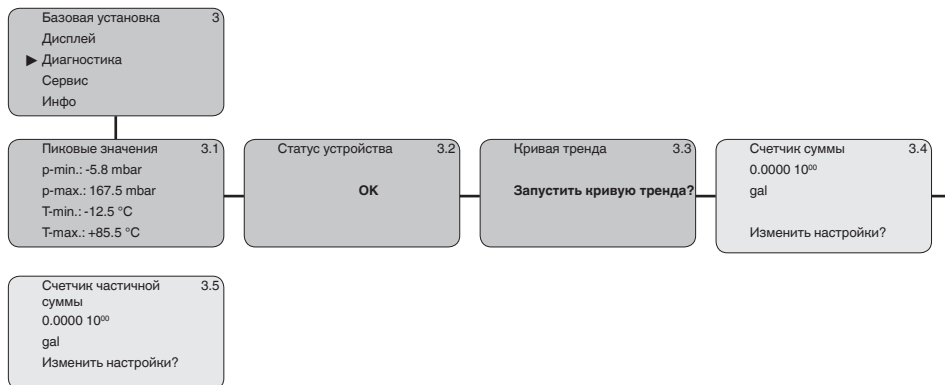 Базовая установка 3
Дисплей
▶ Диагностика
Сервис
Инфо
Пиковые значения 3.1
p-min.: -5.8 mbar
p-max.: 167.5 mbar
T-min.: -12.5 °C
T-max.: +85.5 °C
Статус устройства 3.2
OK
Кривая тренда 3.3
Запустить кривую тренда?
Счетчик суммы 3.4
0.0000 10⁰⁰
gal
Изменить настройки?
Счетчик частичной 3.5
суммы
0.0000 10⁰⁰
gal
Изменить настройки?